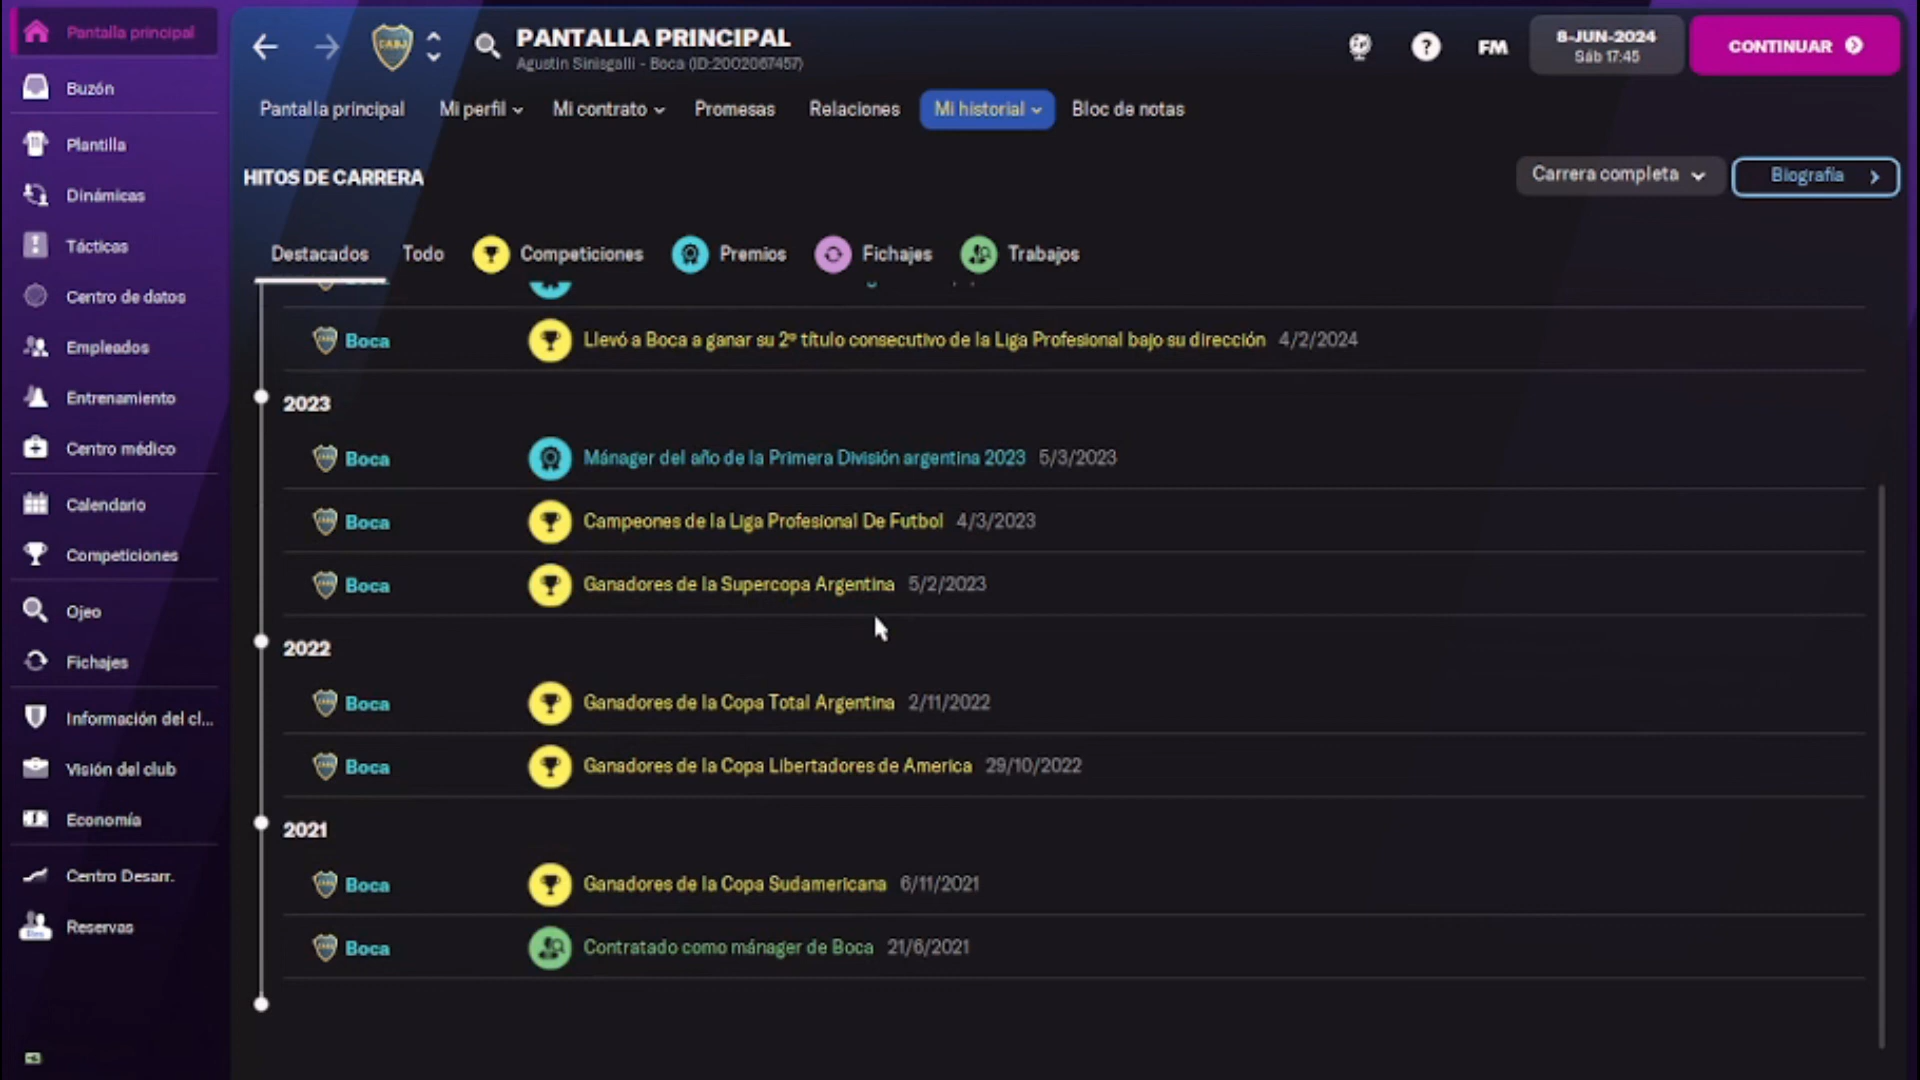 Pantalla principal
Buzón
Plantilla
Dinámicas
Tácticas
Centro de datos
Empleados
Entrenamiento
Centro médico
Calendario
Competiciones
Ojeo
Fichajes
Información del cl...
Visión del club
Economía
Centro Desarr.
Reservas
PANTALLA PRINCIPAL
Agustin Sinisgalli - Boca (ID:2002067457)
?
FM
8-JUN-2024
Sáb 17:45
CONTINUAR
Pantalla principal Mi perfil Mi contrato Promesas Relaciones Mi historial Bloc de notas
HITOS DE CARRERA
Carrera completa
Biografía
Destacados Todo Competiciones Premios Fichajes Trabajos
Boca Llevó a Boca a ganar su 2º título consecutivo de la Liga Profesional bajo su dirección 4/2/2024
2023
Boca Mánager del año de la Primera División argentina 2023 5/3/2023
Boca Campeones de la Liga Profesional De Futbol 4/3/2023
Boca Ganadores de la Supercopa Argentina 5/2/2023
2022
Boca Ganadores de la Copa Total Argentina 2/11/2022
Boca Ganadores de la Copa Libertadores de America 29/10/2022
2021
Boca Ganadores de la Copa Sudamericana 6/11/2021
Boca Contratado como mánager de Boca 21/6/2021